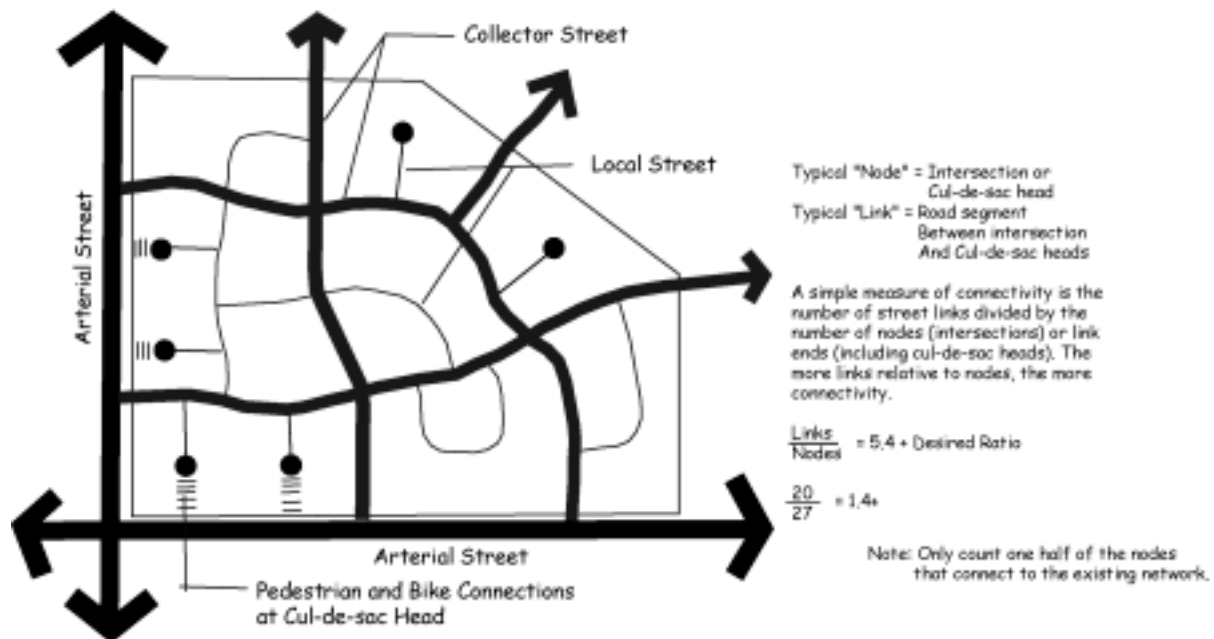 Collector Street
Local Street
Arterial Street
Typical "Node" = Intersection or
Cul-de-sac head
Typical "Link" = Road segment
Between intersection
And Cul-de-sac heads
A simple measure of connectivity is the
number of street links divided by the
number of nodes (intersections) or link
ends (including cul-de-sac heads). The
more links relative to nodes, the more
connectivity.
Links
Nodes
= 5.4 + Desired Ratio
20
27
= 1.4+
Note: Only count one half of the nodes
that connect to the existing network.
Arterial Street
Pedestrian and Bike Connections
at Cul-de-sac Head